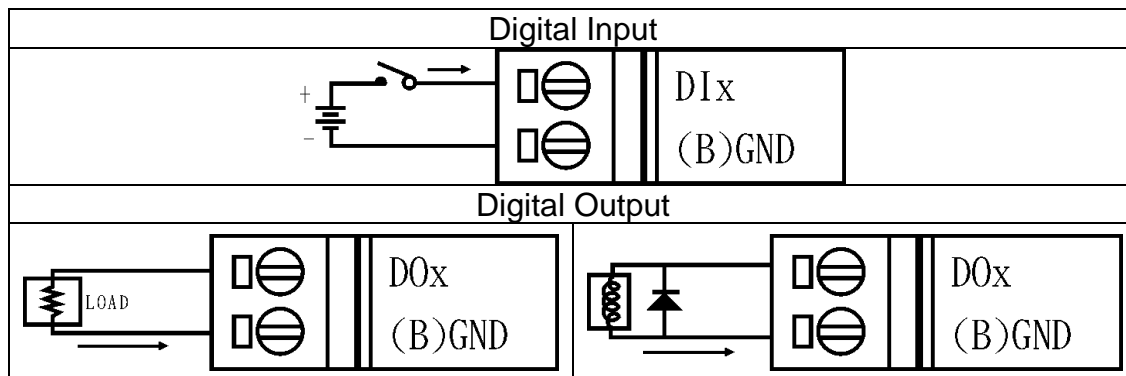 Digital Input
+
-
DIx
(B)GND
Digital Output
LOAD
DOx
(B)GND
DOx
(B)GND